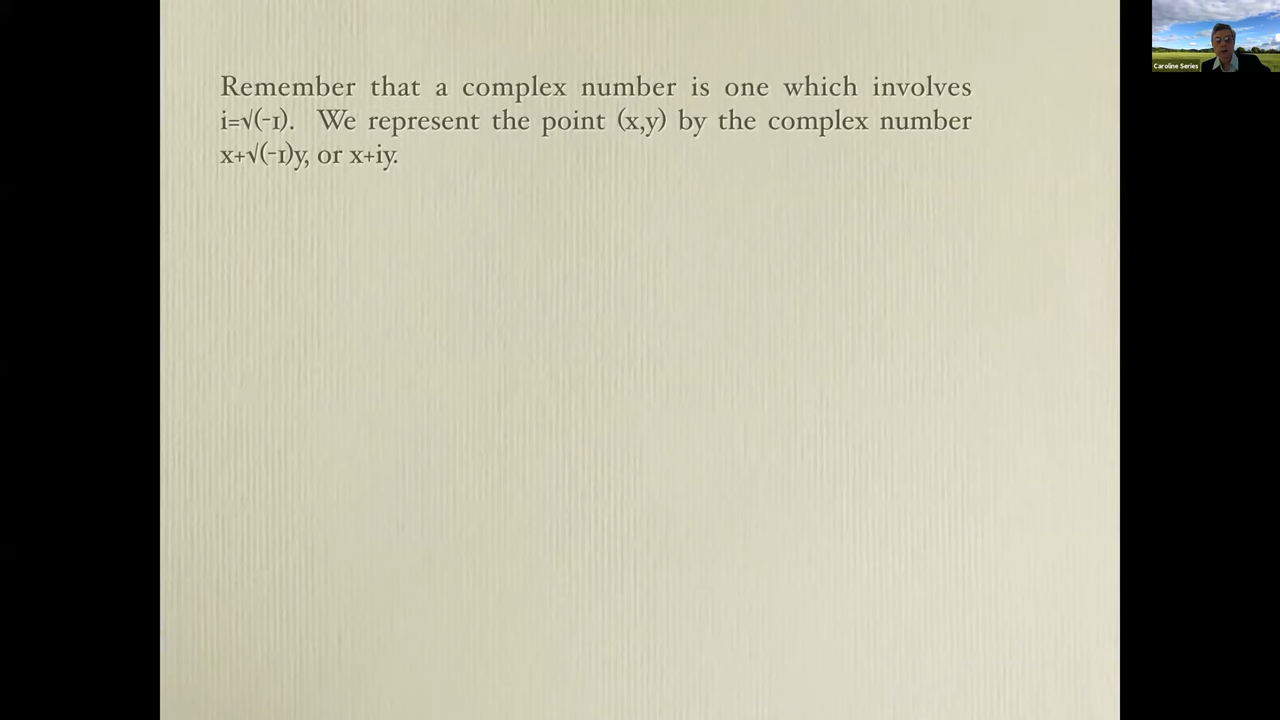 Remember that a complex number is one which involves
i=√(-1). We represent the point (x,y) by the complex number
x+√(-1)y, or x+iy.
Caroline Series